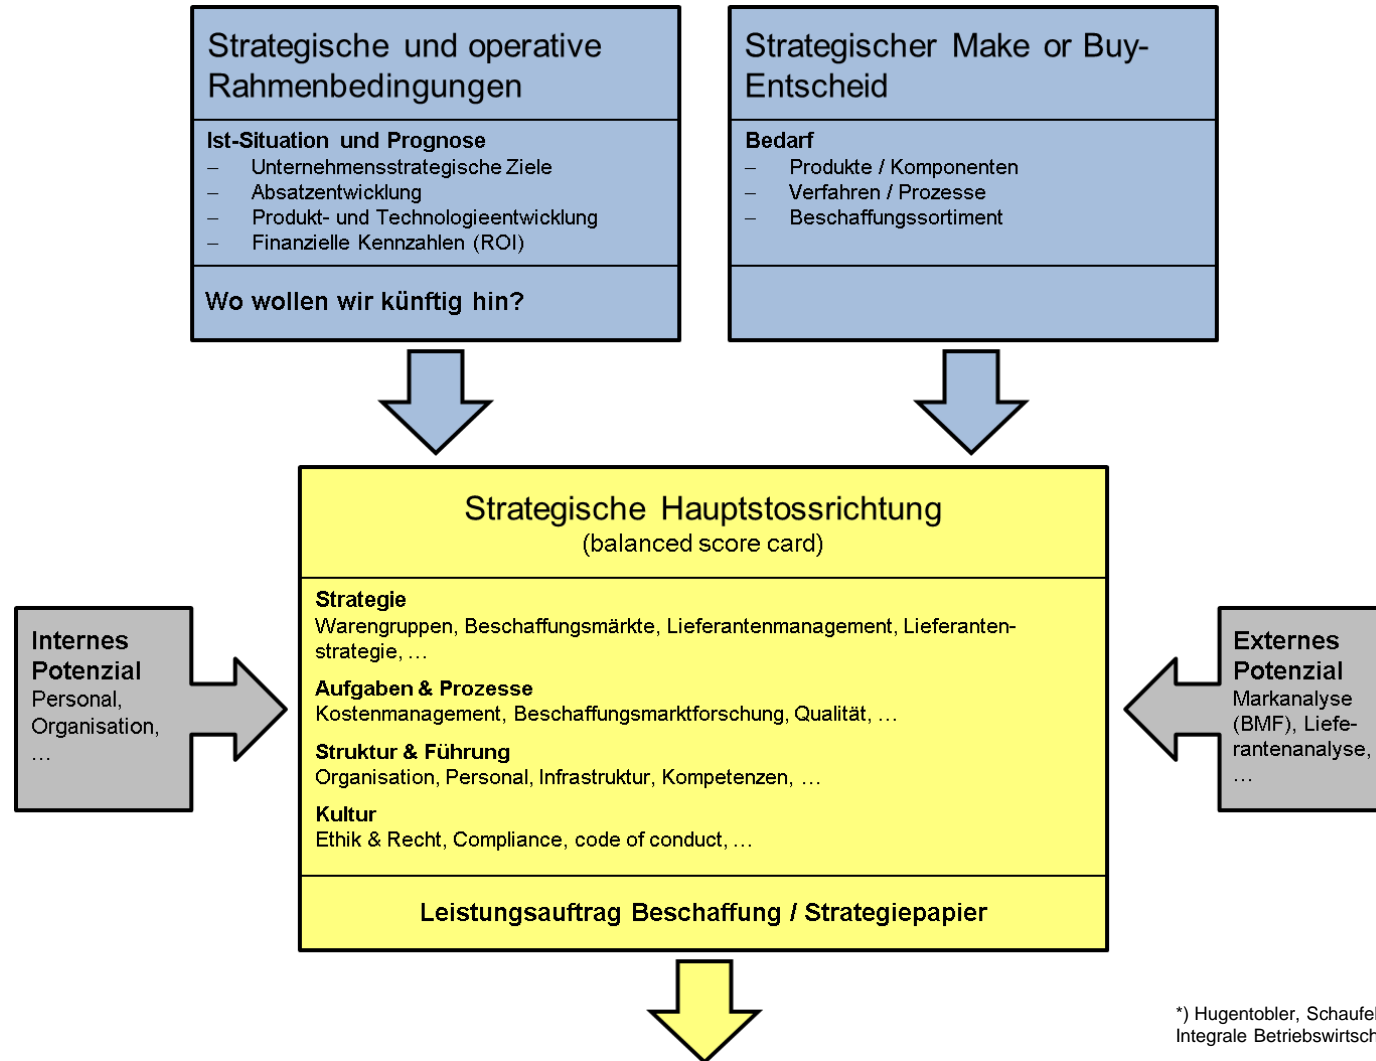 Strategische und operative
Rahmenbedingungen
Ist-Situation und Prognose
– Unternehmensstrategische Ziele
– Absatzentwicklung
– Produkt- und Technologieentwicklung
– Finanzielle Kennzahlen (ROI)
Wo wollen wir künftig hin?
Strategischer Make or Buy-
Entscheid
Bedarf
– Produkte / Komponenten
– Verfahren / Prozesse
– Beschaffungssortiment
Strategische Hauptstossrichtung
(balanced score card)
Strategie
Warengruppen, Beschaffungsmärkte, Lieferantenmanagement, Lieferanten-
strategie, …
Aufgaben & Prozesse
Kostenmanagement, Beschaffungsmarktforschung, Qualität, …
Struktur & Führung
Organisation, Personal, Infrastruktur, Kompetenzen, …
Kultur
Ethik & Recht, Compliance, code of conduct, …
Leistungsauftrag Beschaffung / Strategiepapier
Internes
Potenzial
Personal,
Organisation,
…
Externes
Potenzial
Markanalyse
(BMF), Liefe-
rantenanalyse,
…
*) Hugentobler, Schaufel
Integrale Betriebswirtsch